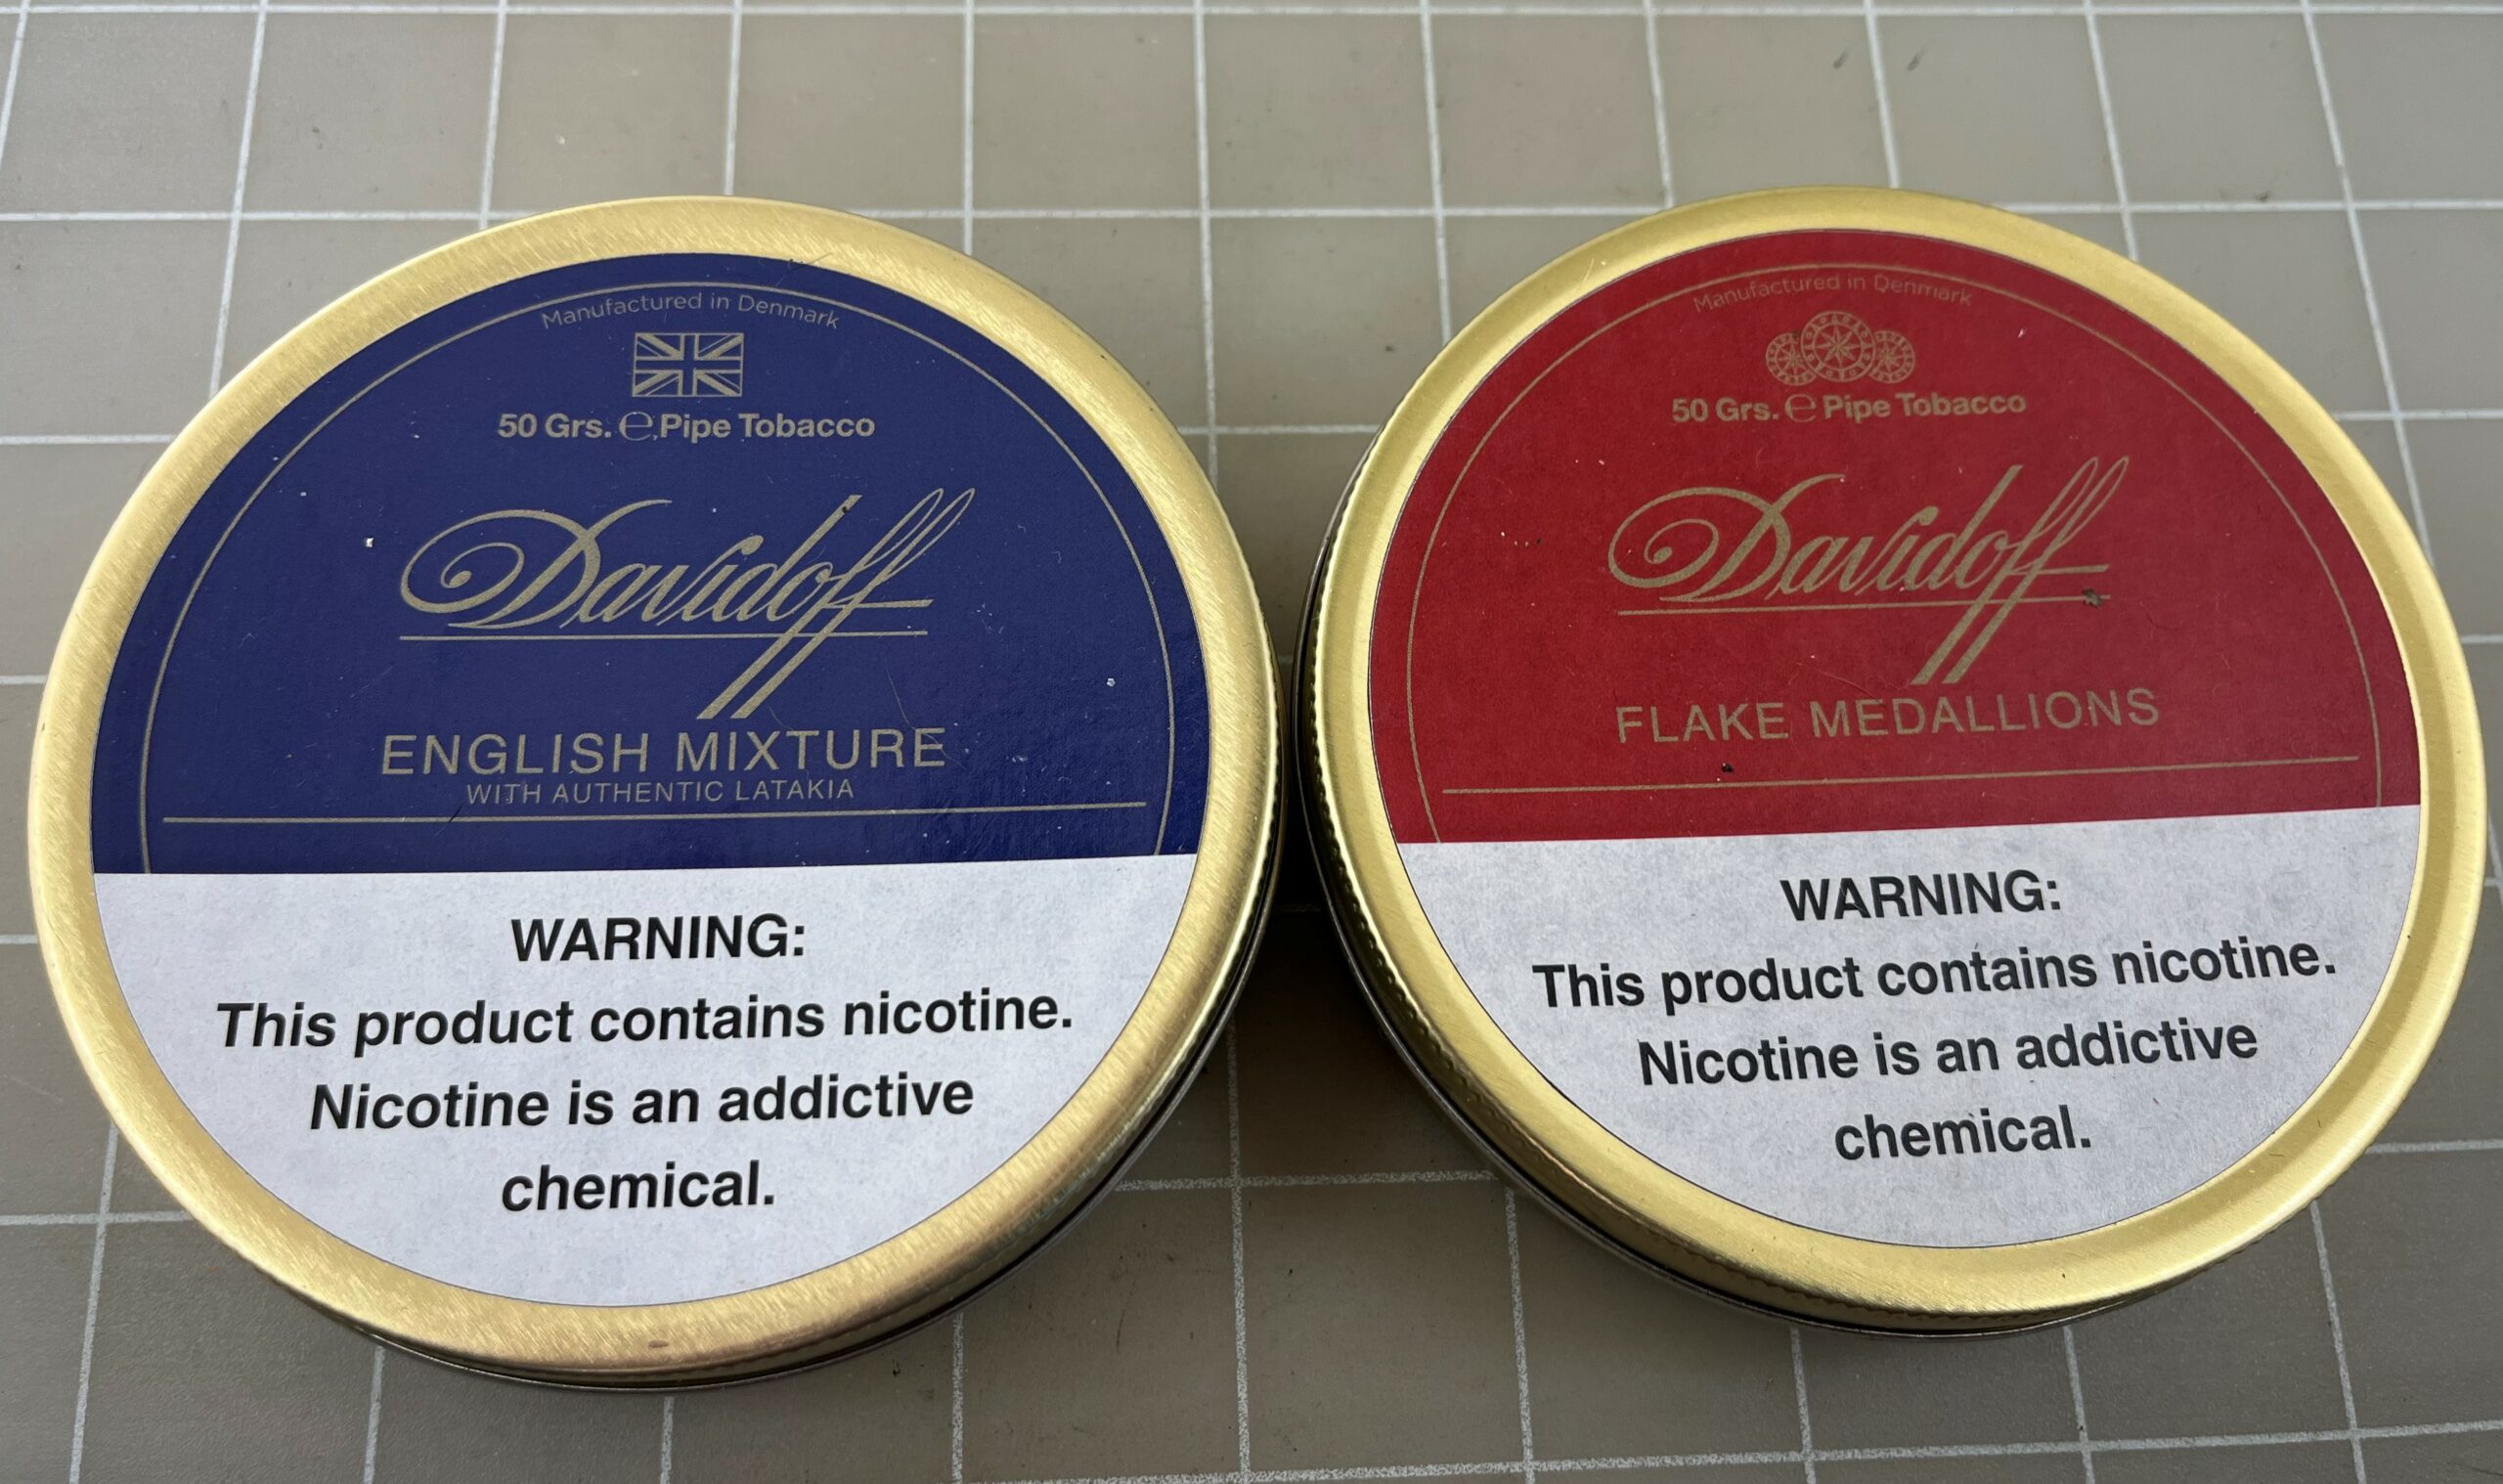 Manufactured in Denmark
50 Grs. ℮ Pipe Tobacco
Davidoff
ENGLISH MIXTURE
WITH AUTHENTIC LATAKIA
WARNING:
This product contains nicotine.
Nicotine is an addictive
chemical.
Manufactured in Denmark
50 Grs. ℮ Pipe Tobacco
Davidoff
FLAKE MEDALLIONS
WARNING:
This product contains nicotine.
Nicotine is an addictive
chemical.